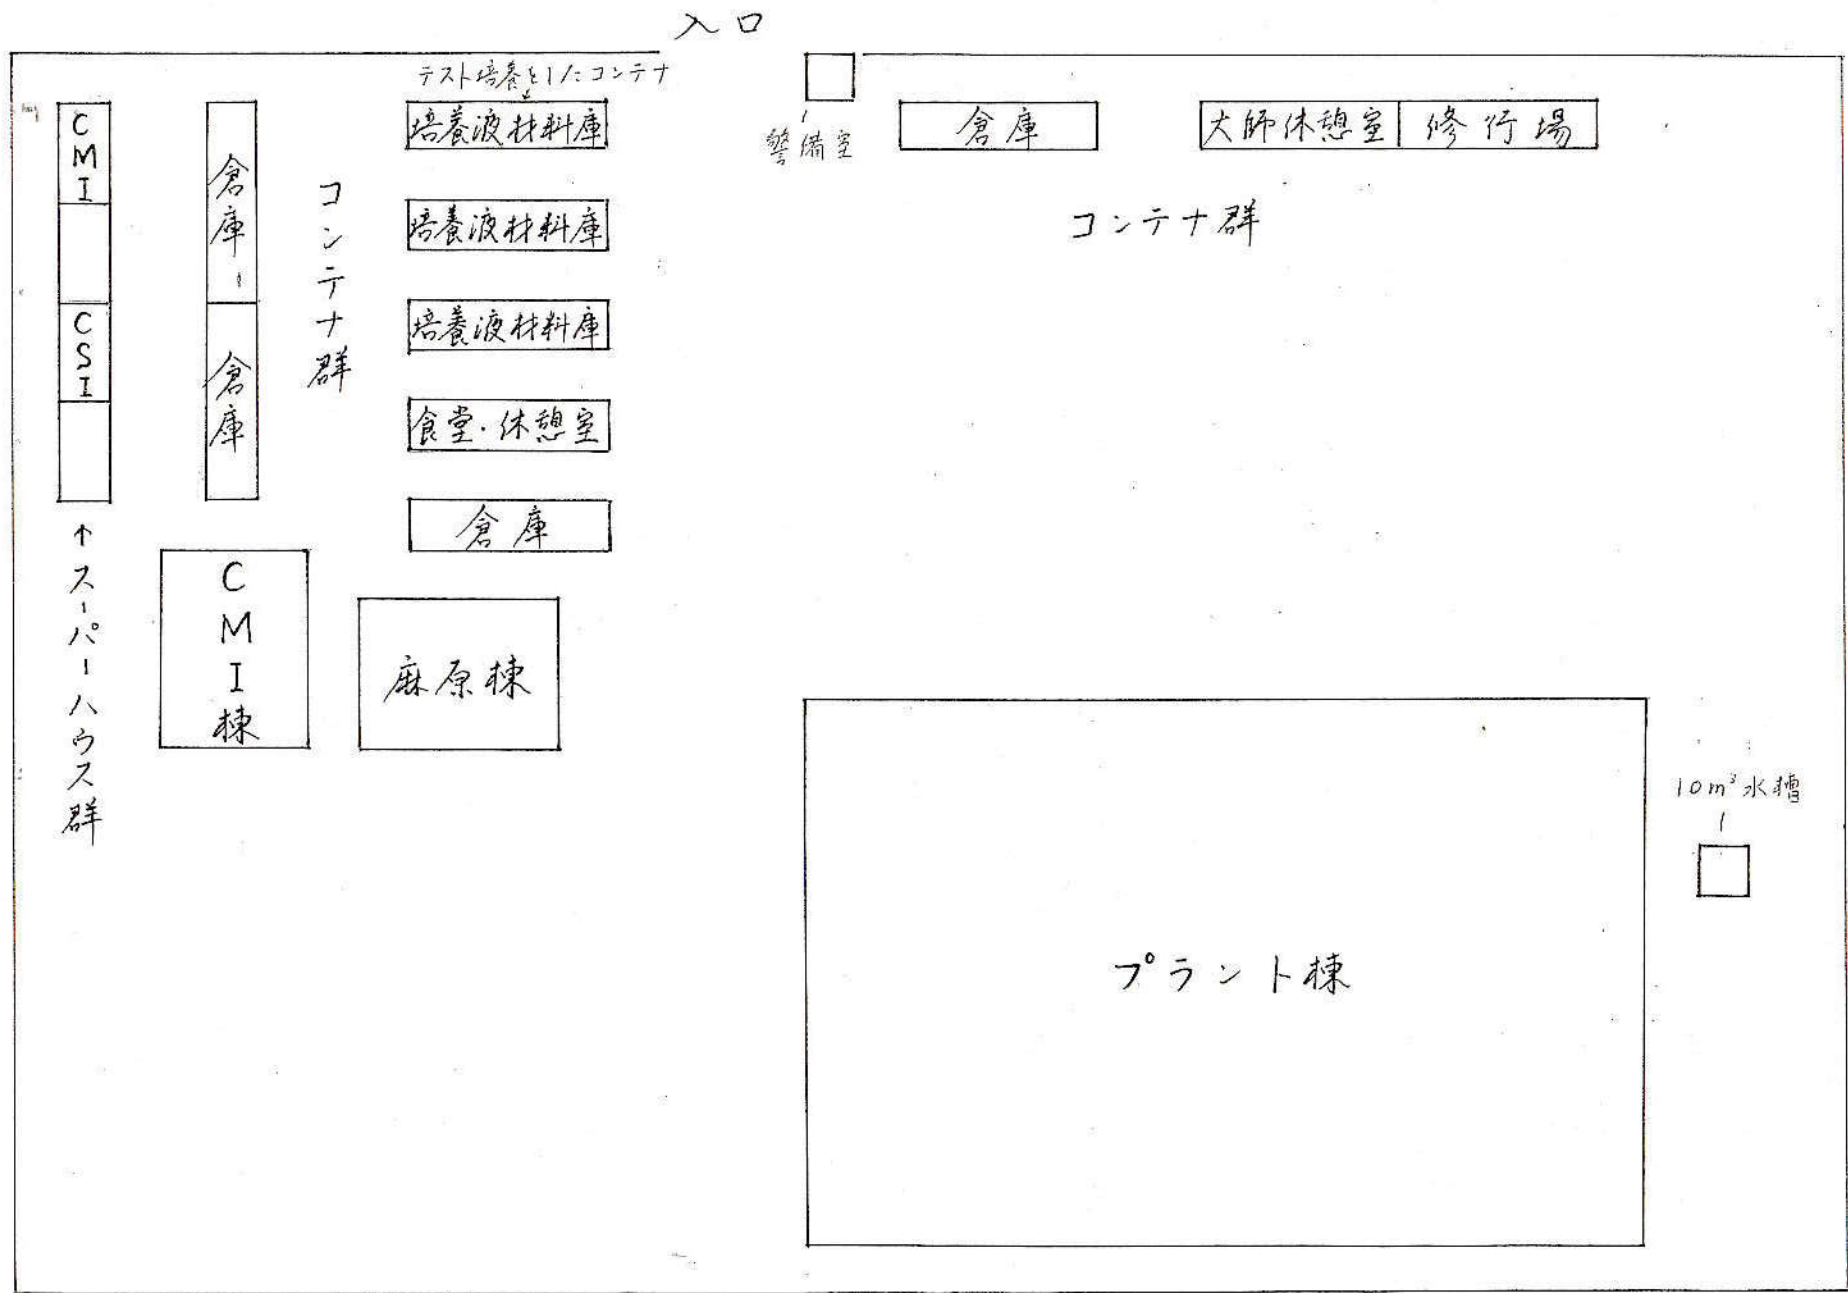 入口
テスト培養をしたコンテナ
CMI
CSI
↑スーパーハウス群
倉庫
倉庫
コンテナ群
培養液材料庫
培養液材料庫
培養液材料庫
食堂・休憩室
倉庫
CMI棟
麻原棟
警備室
倉庫
大師休憩室
修行場
コンテナ群
プラント棟
10m³水槽